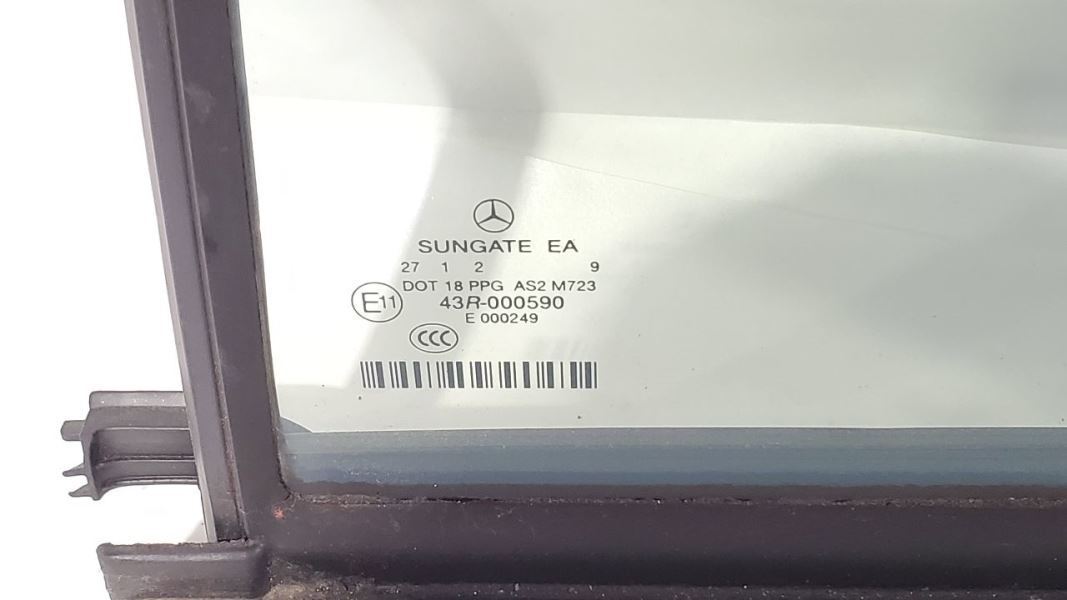 SUNGATE EA
27 1 2 9
DOT 18 PPG AS2 M723
E11 43R-000590
E 000249
CCC